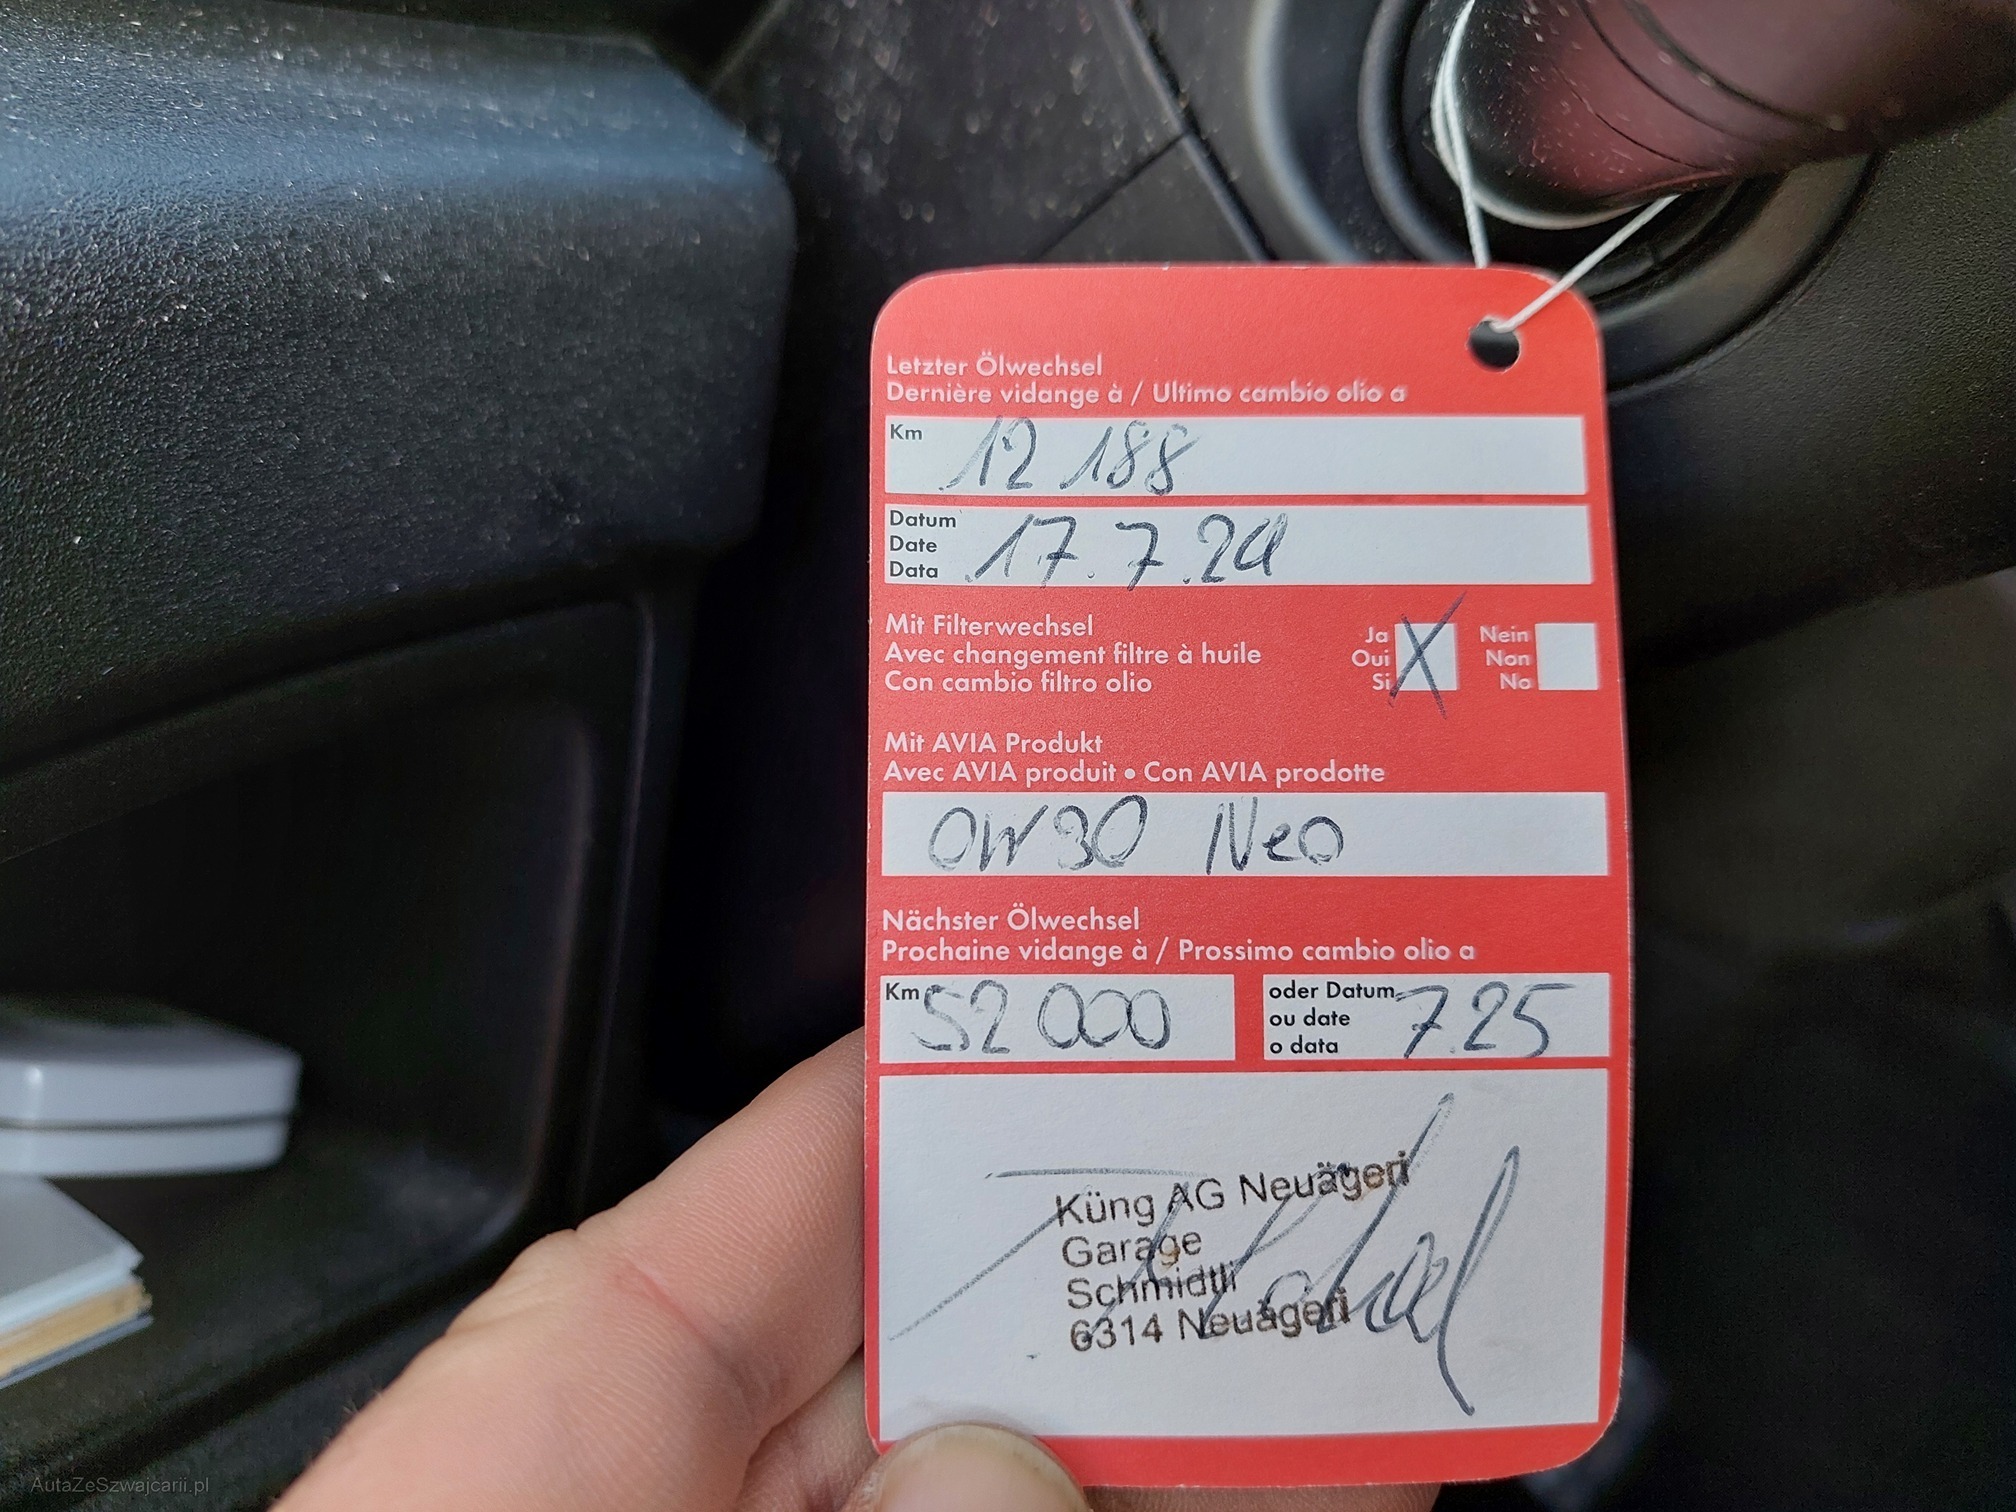 Letzter Ölwechsel
Dernière vidange à / Ultimo cambio olio a
Km 12 188
Datum
Date
Data
17.7.24
Mit Filterwechsel
Avec changement filtre à huile
Con cambio filtro olio
Ja
Oui
Si
X
Nein
Non
No
Mit AVIA Produkt
Avec AVIA produit • Con AVIA prodotte
0W30 Neo
Nächster Ölwechsel
Prochaine vidange à / Prossimo cambio olio a
Km 52 000
oder Datum
ou date
o data
7.25
Küng AG Neuägeri
Garage
Schmidtli
6314 Neuägeri
AutaZeSzwajcarii.pl